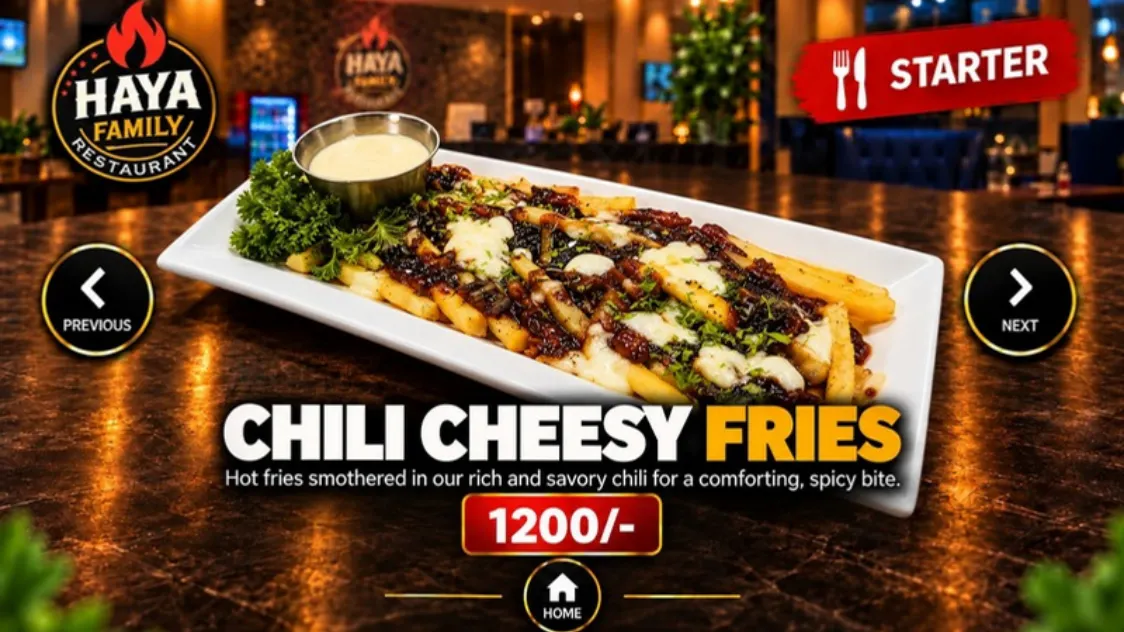 HAYA
FAMILY
RESTAURANT
HAYA
FAMILY
STARTER
PREVIOUS
NEXT
CHILI CHEESY FRIES
Hot fries smothered in our rich and savory chili for a comforting, spicy bite.
1200/-
HOME